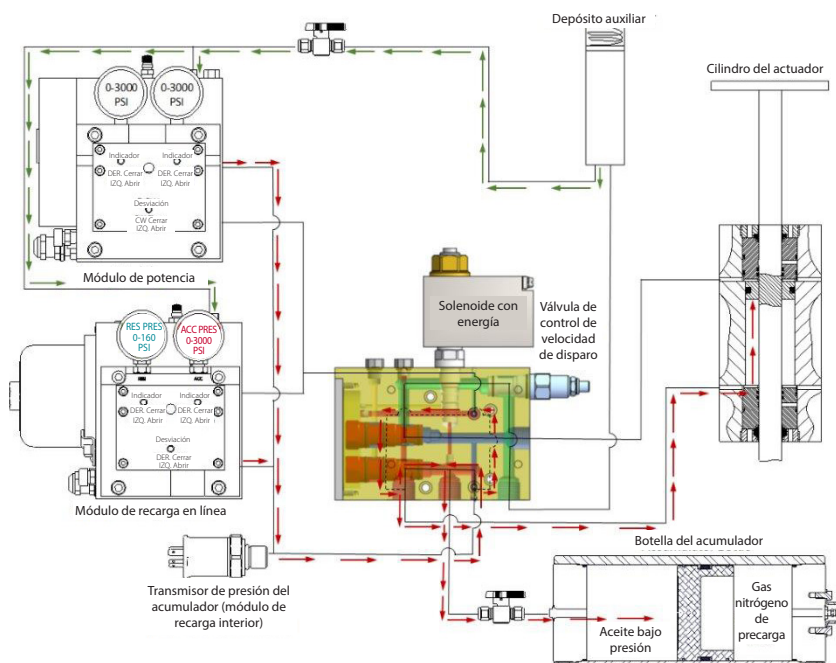 Depósito auxiliar
Cilindro del actuador
0-3000
PSI
0-3000
PSI
Indicador
Indicador
DER. Cerrar
IZQ. Abrir
DER. Cerrar
IZQ. Abrir
Desviación
CW Cerrar
IZQ. Abrir
Módulo de potencia
Solenoide con
energía
Válvula de
control de
velocidad
de disparo
RES PRES
0-160
PSI
ACC PRES
0-3000
PSI
Indicador
Indicador
DER. Cerrar
IZQ. Abrir
DER. Cerrar
IZQ. Abrir
Desviación
DER. Cerrar
IZQ. Abrir
Módulo de recarga en línea
Transmisor de presión del
acumulador (módulo de
recarga interior)
Botella del acumulador
Aceite bajo
presión
Gas
nitrógeno
de
precarga